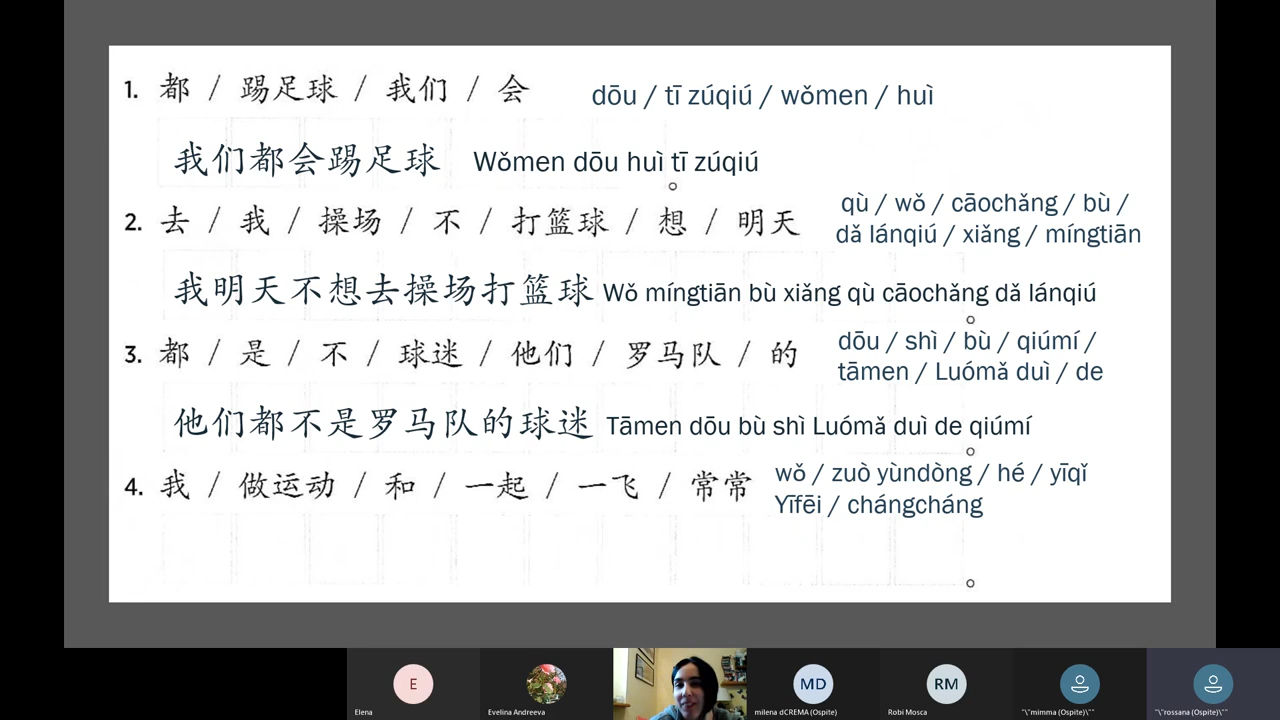 1. 都 / 踢足球 / 我们 / 会 dōu / tī zúqiú / wǒmen / huì
我们都会踢足球 Wǒmen dōu huì tī zúqiú
。
2. 去 / 我 / 操场 / 不 / 打篮球 / 想 / 明天
qù / wǒ / cāochǎng / bù /
dǎ lánqiú / xiǎng / míngtiān
我明天不想去操场打篮球 Wǒ míngtiān bù xiǎng qù cāochǎng dǎ lánqiú
。
3. 都 / 是 / 不 / 球迷 / 他们 / 罗马队 / 的
dōu / shì / bù / qiúmí /
tāmen / Luómǎ duì / de
他们都不是罗马队的球迷 Tāmen dōu bù shì Luómǎ duì de qiúmí
。
4. 我 / 做运动 / 和 / 一起 / 一飞 / 常常
wǒ / zuò yùndòng / hé / yīqǐ
Yīfēi / chángcháng
。
E
MD
RM
Elena
Evelina Andreeva
milena dCREMA (Ospite)
Robi Mosca
"\"mimma (Ospite)\""
"\"rossana (Ospite)\""